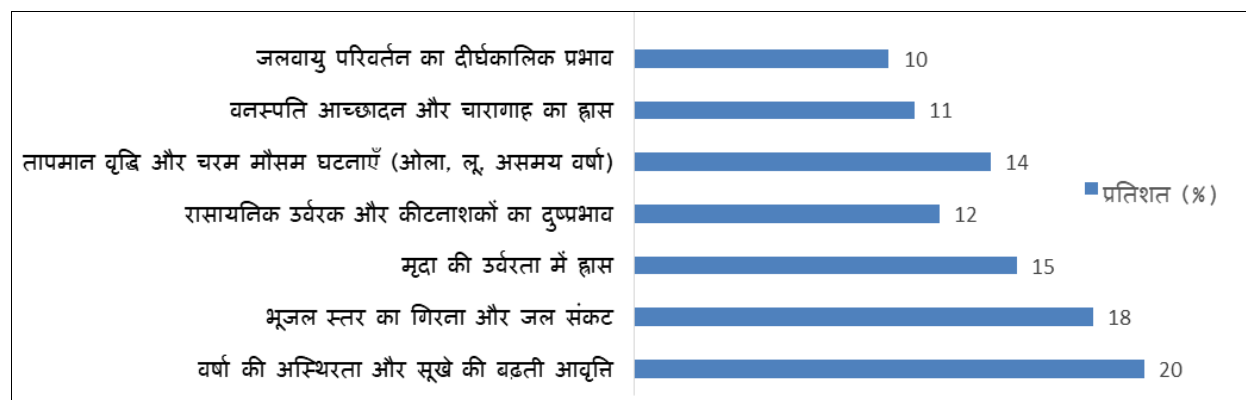 जलवायु परिवर्तन का दीर्घकालिक प्रभाव 10
वनस्पति आच्छादन और चारागाह का ह्रास 11
तापमान वृद्धि और चरम मौसम घटनाएँ (ओला, लू, असमय वर्षा) 14
रासायनिक उर्वरक और कीटनाशकों का दुष्प्रभाव 12
मृदा की उर्वरता में ह्रास 15
भूजल स्तर का गिरना और जल संकट 18
वर्षा की अस्थिरता और सूखे की बढ़ती आवृत्ति 20
प्रतिशत (%)